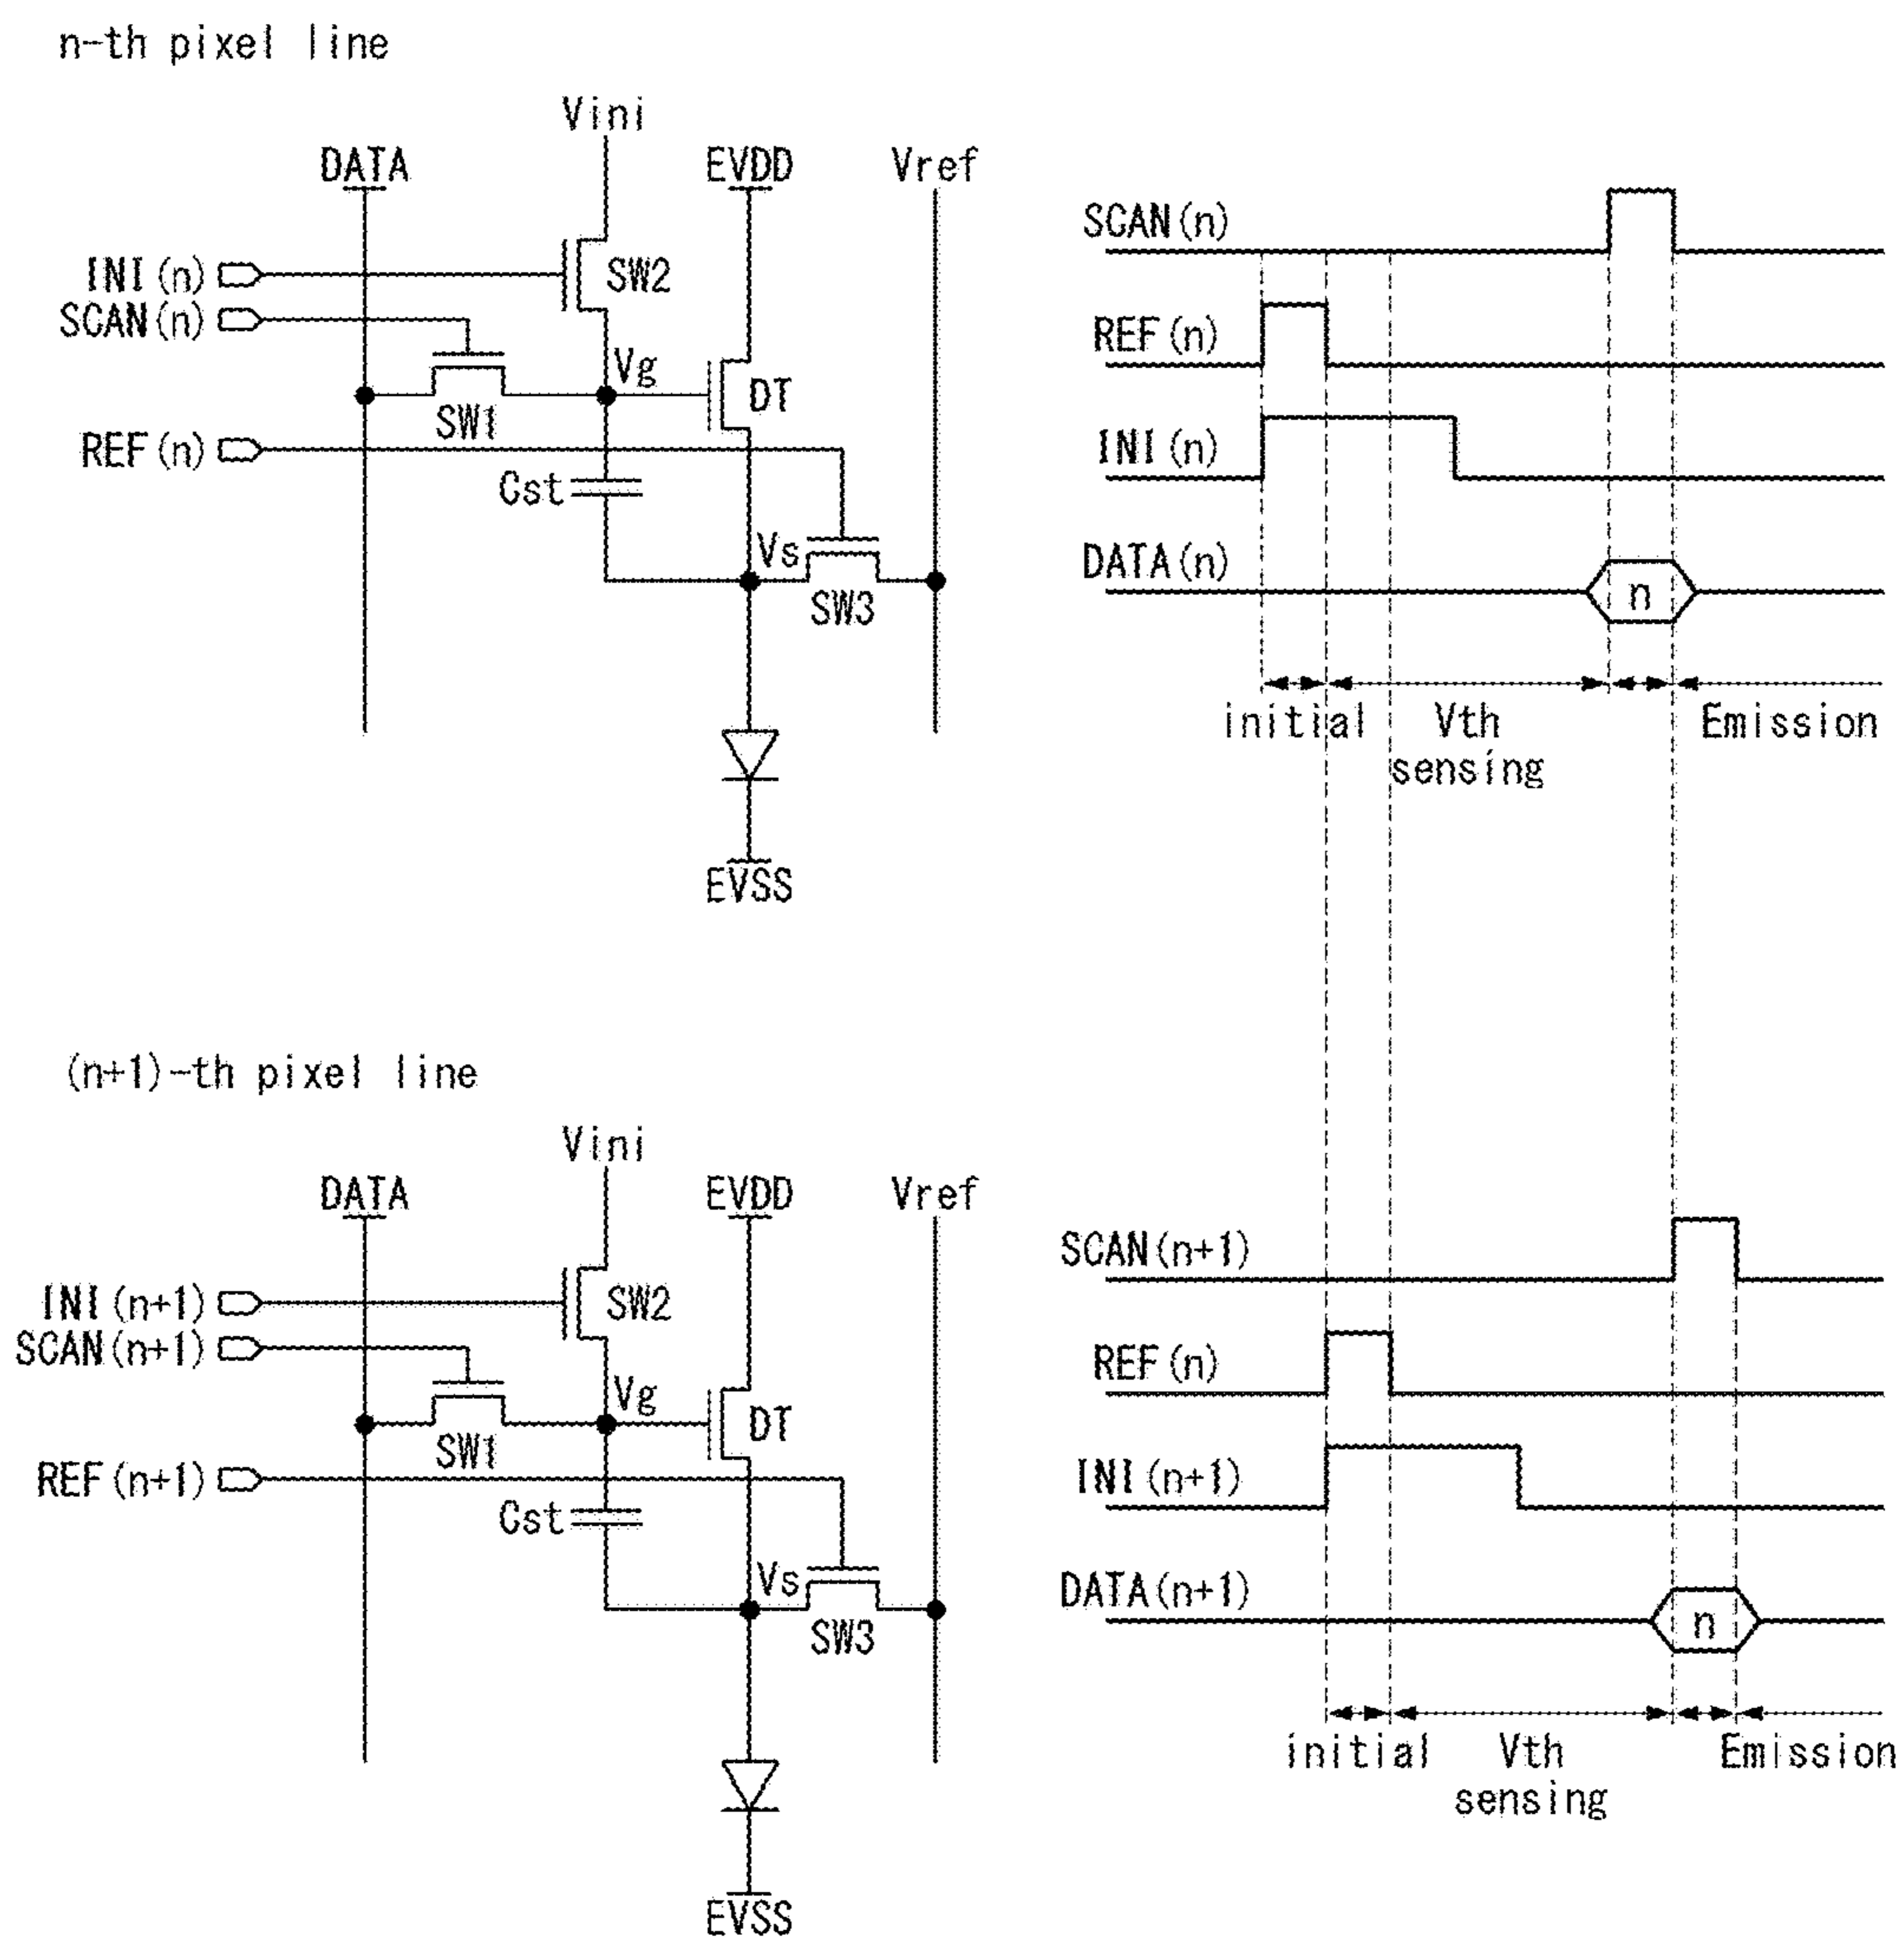 n-th pixel line
Vini
DATA
EVDD
Vref
INI(n)
SW2
SCAN(n)
Vg
DT
SW1
REF(n)
Cst
Vs
SW3
EVSS
SCAN(n)
REF(n)
INI(n)
DATA(n)
n
initial
Vth
sensing
Emission
(n+1)-th pixel line
Vini
DATA
EVDD
Vref
INI(n+1)
SW2
SCAN(n+1)
Vg
DT
SW1
REF(n+1)
Cst
Vs
SW3
EVSS
SCAN(n+1)
REF(n)
INI(n+1)
DATA(n+1)
n
initial
Vth
sensing
Emission